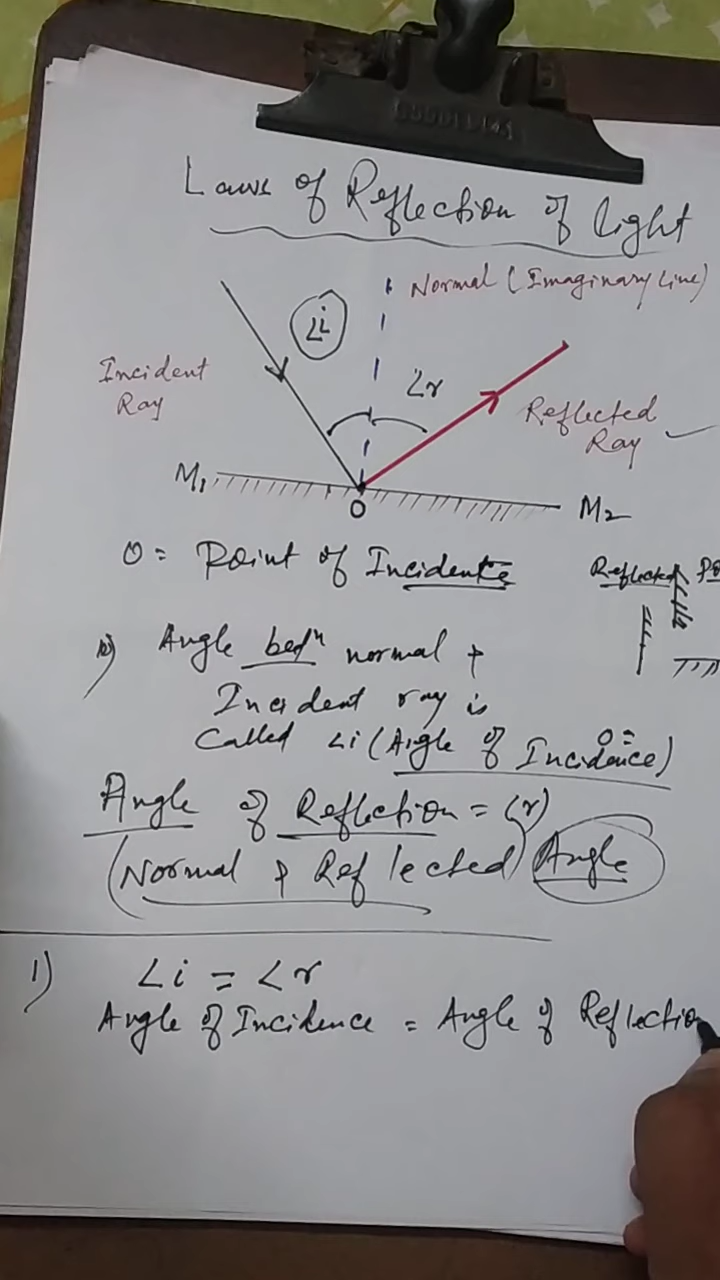 Laws of Reflection of light
Normal (Imaginary Line)
∠i
∠r
Incident
Ray
Reflected
Ray
M₁
M₂
O
O = Point of Incidente
Reflected
Angle betⁿ normal +
Incident ray is
Called ∠i (Angle of Incidence)
O =
Angle of Reflection = ∠r)
(Normal & Reflected) Angle
1) ∠i = ∠r
Angle of Incidence = Angle of Reflection